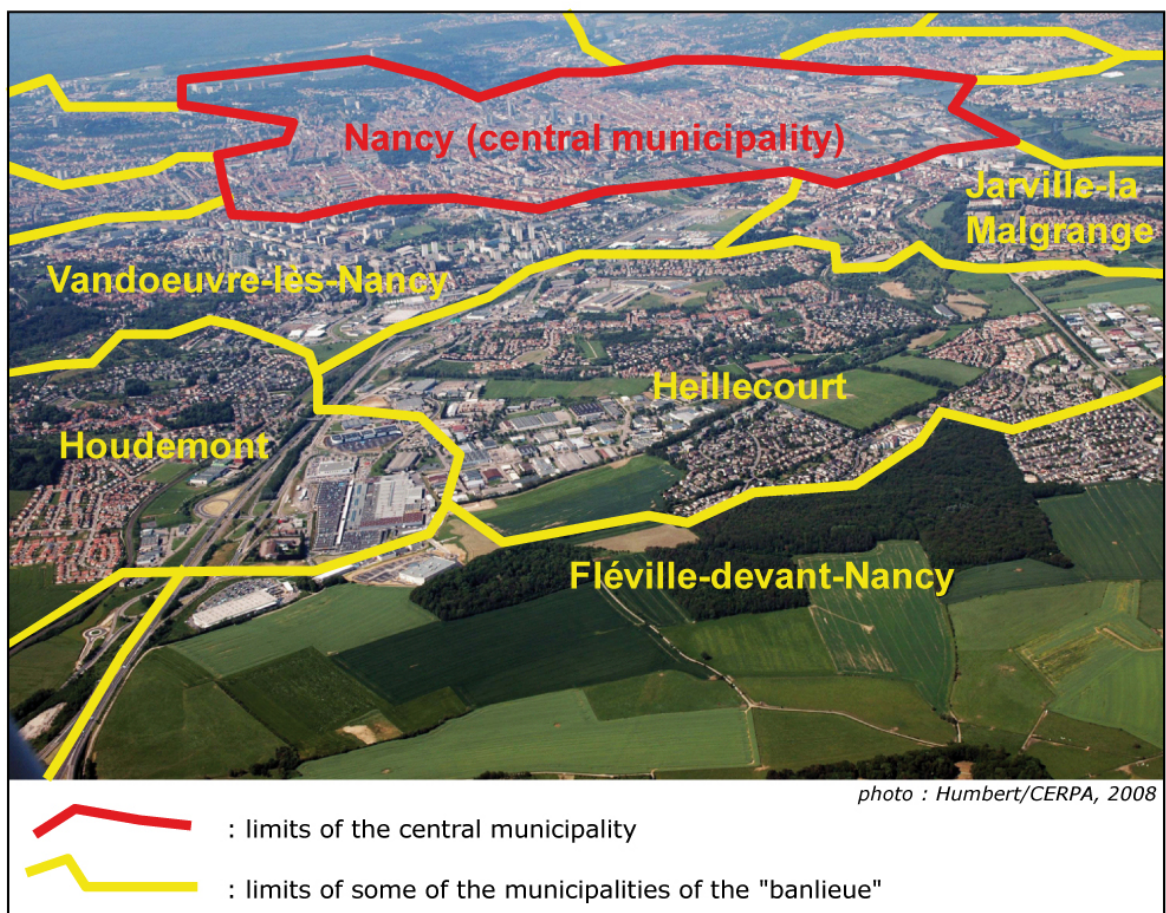 Nancy (central municipality)
Jarville-la
Malgrange
Vandoeuvre-lès-Nancy
Heillecourt
Houdemont
Fléville-devant-Nancy
photo : Humbert/CERPA, 2008
: limits of the central municipality
: limits of some of the municipalities of the "banlieue"